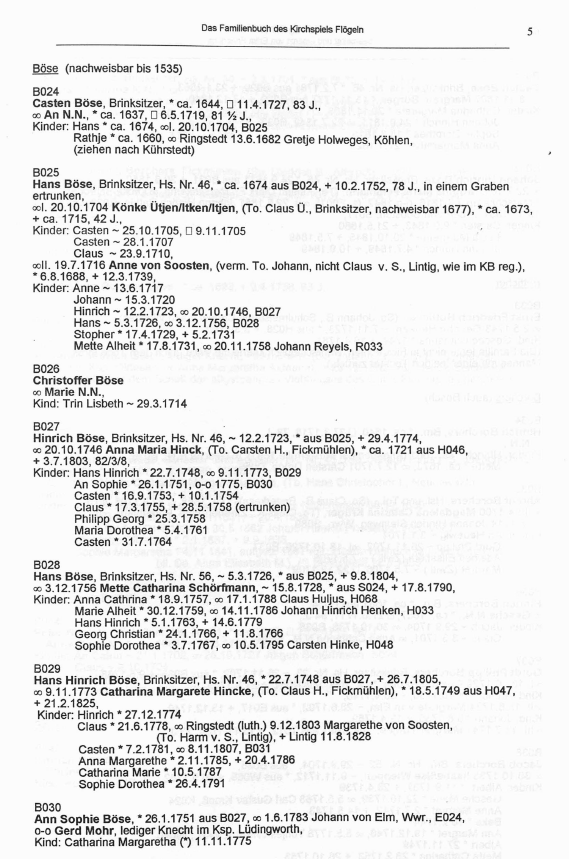 Das Familienbuch des Kirchspiels Flögeln
5
Böse (nachweisbar bis 1535)
B024
Casten Böse, Brinksitzer, * ca. 1644, □ 11.4.1727, 83 J.,
∞ An N.N., * ca. 1637, □ 6.5.1719, 81 ½ J.,
Kinder: Hans * ca. 1674, ∞I. 20.10.1704, B025
Rathje * ca. 1660, ∞ Ringstedt 13.6.1682 Gretje Holweges, Köhlen,
(ziehen nach Kührstedt)
B025
Hans Böse, Brinksitzer, Hs. Nr. 46, * ca. 1674 aus B024, + 10.2.1752, 78 J., in einem Graben
ertrunken,
∞I. 20.10.1704 Könke Ütjen/Itken/Itjen, (To. Claus Ü., Brinksitzer, nachweisbar 1677), * ca. 1673,
+ ca. 1715, 42 J.,
Kinder: Casten ~ 25.10.1705, □ 9.11.1705
Casten ~ 28.1.1707
Claus ~ 23.9.1710,
∞II. 19.7.1716 Anne von Soosten, (verm. To. Johann, nicht Claus v. S., Lintig, wie im KB reg.),
* 6.8.1688, + 12.3.1739,
Kinder: Anne ~ 13.6.1717
Johann ~ 15.3.1720
Hinrich ~ 12.2.1723, ∞ 20.10.1746, B027
Hans ~ 5.3.1726, ∞ 3.12.1756, B028
Stopher * 17.4.1729, + 5.2.1731
Mette Alheit * 17.8.1731, ∞ 20.11.1758 Johann Reyels, R033
B026
Christoffer Böse
∞ Marie N.N.,
Kind: Trin Lisbeth ~ 29.3.1714
B027
Hinrich Böse, Brinksitzer, Hs. Nr. 46, ~ 12.2.1723, * aus B025, + 29.4.1774,
∞ 20.10.1746 Anna Maria Hinck, (To. Carsten H., Fickmühlen), * ca. 1721 aus H046,
+ 3.7.1803, 82/3/8,
Kinder: Hans Hinrich * 22.7.1748, ∞ 9.11.1773, B029
An Sophie * 26.1.1751, o-o 1775, B030
Casten * 16.9.1753, + 10.1.1754
Claus * 17.3.1755, + 28.5.1758 (ertrunken)
Philipp Georg * 25.3.1758
Maria Dorothea * 5.4.1761
Casten * 31.7.1764
B028
Hans Böse, Brinksitzer, Hs. Nr. 56, ~ 5.3.1726, * aus B025, + 9.8.1804,
∞ 3.12.1756 Mette Catharina Schörfmann, ~ 15.8.1728, * aus S024, + 17.8.1790,
Kinder: Anna Cathrina * 18.9.1757, ∞ 17.1.1788 Claus Huljus, H068
Marie Alheit * 30.12.1759, ∞ 14.11.1786 Johann Hinrich Henken, H033
Hans Hinrich * 5.1.1763, + 14.6.1779
Georg Christian * 24.1.1766, + 11.8.1766
Sophie Dorothea * 3.7.1767, ∞ 10.5.1795 Carsten Hinke, H048
B029
Hans Hinrich Böse, Brinksitzer, Hs. Nr. 46, * 22.7.1748 aus B027, + 26.7.1805,
∞ 9.11.1773 Catharina Margarete Hincke, (To. Claus H., Fickmühlen), * 18.5.1749 aus H047,
+ 21.2.1825,
Kinder: Hinrich * 27.12.1774
Claus * 21.6.1778, ∞ Ringstedt (luth.) 9.12.1803 Margarethe von Soosten,
(To. Harm v. S., Lintig), + Lintig 11.8.1828
Casten * 7.2.1781, ∞ 8.11.1807, B031
Anna Margarethe * 2.11.1785, + 20.4.1786
Catharina Marie * 10.5.1787
Sophie Dorothea * 26.4.1791
B030
Ann Sophie Böse, * 26.1.1751 aus B027, ∞ 1.6.1783 Johann von Elm, Wwr., E024,
o-o Gerd Mohr, lediger Knecht im Ksp. Lüdingworth,
Kind: Catharina Margaretha (*) 11.11.1775